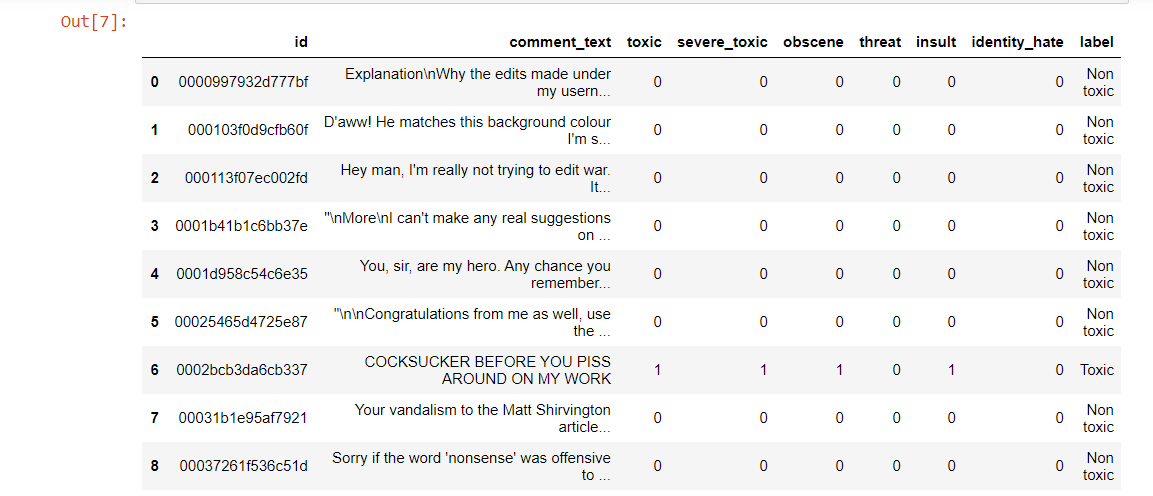 Out[7]:
id comment_text toxic severe_toxic obscene threat insult identity_hate label
0 0000997932d777bf Explanation\nWhy the edits made under my usern... 0 0 0 0 0 0 Non toxic
1 000103f0d9cfb60f D'aww! He matches this background colour I'm s... 0 0 0 0 0 0 Non toxic
2 000113f07ec002fd Hey man, I'm really not trying to edit war. It... 0 0 0 0 0 0 Non toxic
3 0001b41b1c6bb37e "\nMore\nI can't make any real suggestions on ... 0 0 0 0 0 0 Non toxic
4 0001d958c54c6e35 You, sir, are my hero. Any chance you remember... 0 0 0 0 0 0 Non toxic
5 00025465d4725e87 "\n\nCongratulations from me as well, use the ... 0 0 0 0 0 0 Non toxic
6 0002bcb3da6cb337 COCKSUCKER BEFORE YOU PISS AROUND ON MY WORK 1 1 1 0 1 0 Toxic
7 00031b1e95af7921 Your vandalism to the Matt Shirvington article... 0 0 0 0 0 0 Non toxic
8 00037261f536c51d Sorry if the word 'nonsense' was offensive to ... 0 0 0 0 0 0 Non toxic